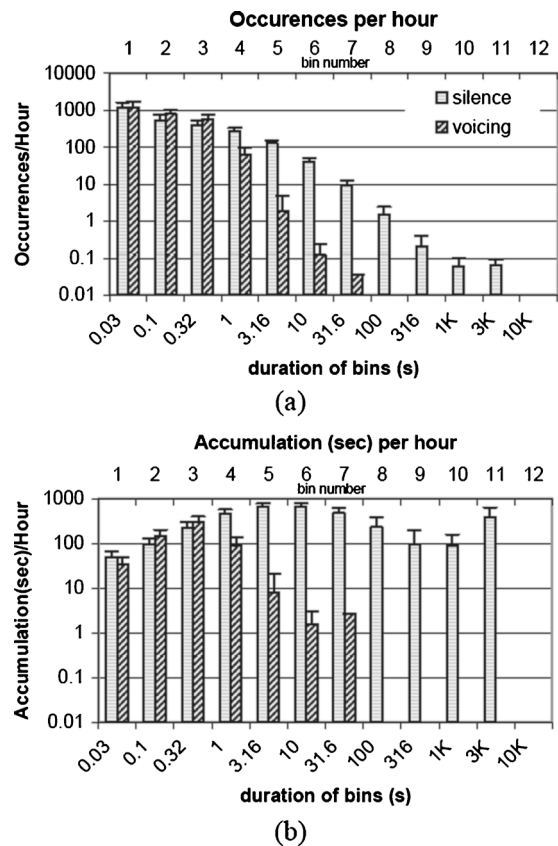 Occurences per hour
1 2 3 4 5 6 7 8 9 10 11 12
bin number
10000
1000
100
10
1
0.1
0.01
Occurrences/Hour
silence
voicing
0.03 0.1 0.32 1 3.16 10 31.6 100 316 1K 3K 10K
duration of bins (s)
(a)
Accumulation (sec) per hour
1 2 3 4 5 6 7 8 9 10 11 12
bin number
1000
100
10
1
0.1
0.01
Accumulation(sec)/Hour
0.03 0.1 0.32 1 3.16 10 31.6 100 316 1K 3K 10K
duration of bins (s)
(b)